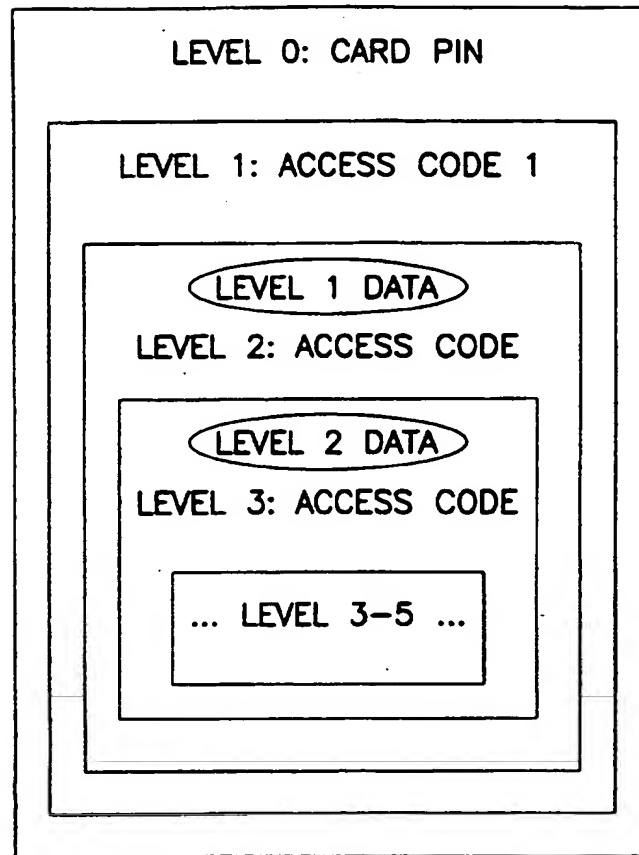 LEVEL 0: CARD PIN
LEVEL 1: ACCESS CODE 1
LEVEL 1 DATA
LEVEL 2: ACCESS CODE
LEVEL 2 DATA
LEVEL 3: ACCESS CODE
... LEVEL 3-5 ...